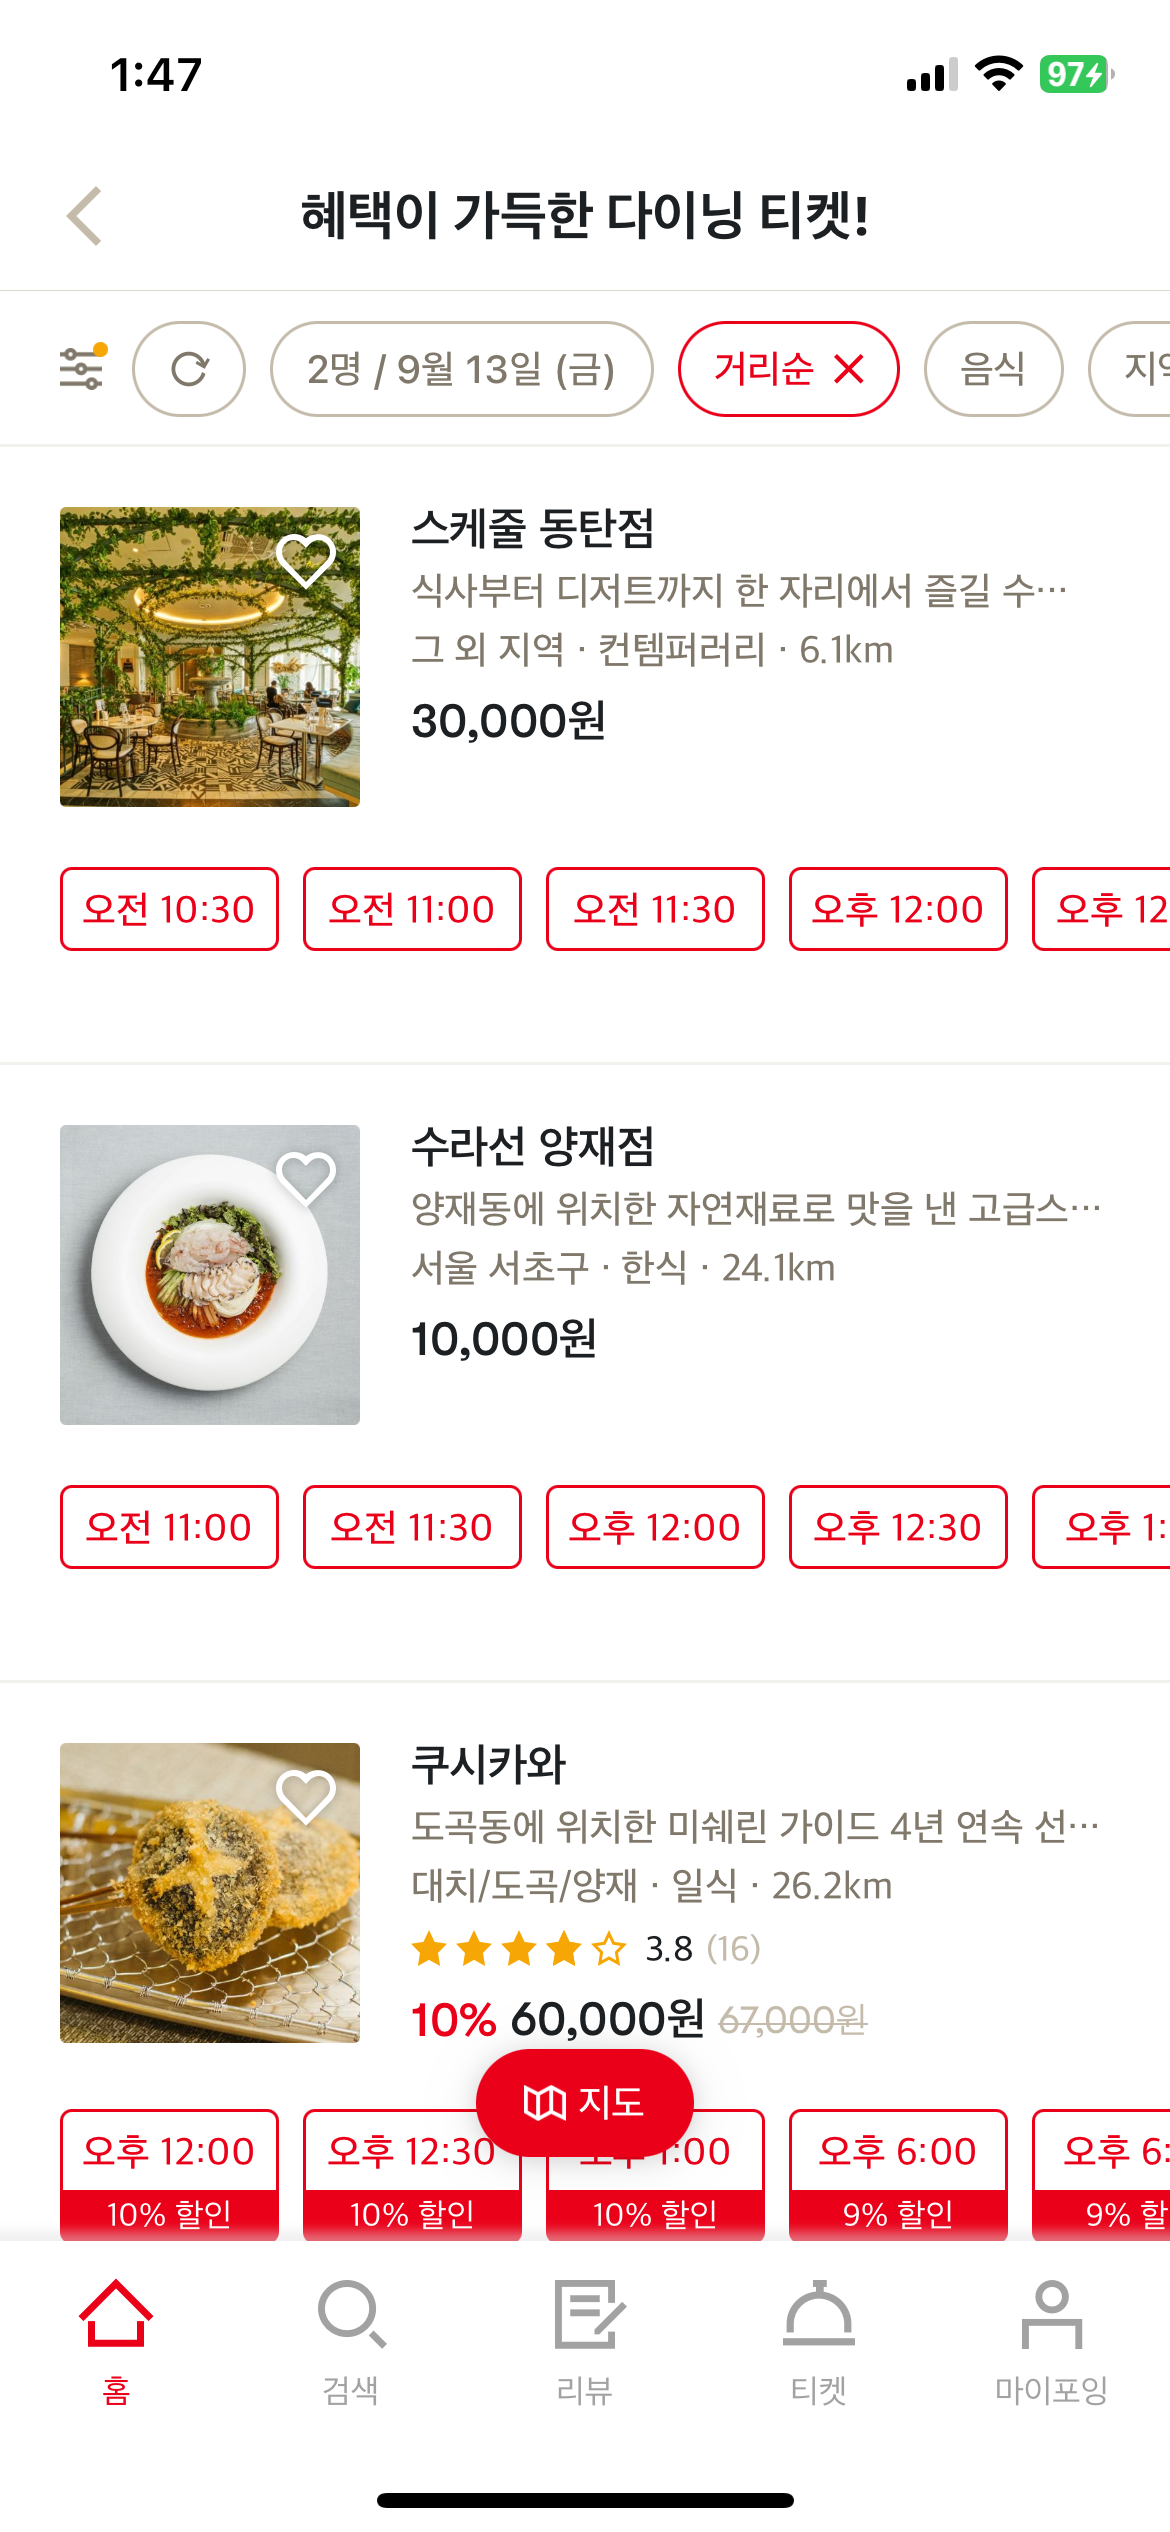 1:47
97
혜택이 가득한 다이닝 티켓!
2명 / 9월 13일 (금)
거리순
음식
스케줄 동탄점
식사부터 디저트까지 한 자리에서 즐길 수…
그 외 지역 · 컨템퍼러리 · 6.1km
30,000원
오전 10:30
오전 11:00
오전 11:30
오후 12:00
오후 12
수라선 양재점
양재동에 위치한 자연재료로 맛을 낸 고급스…
서울 서초구 · 한식 · 24.1km
10,000원
오전 11:00
오전 11:30
오후 12:00
오후 12:30
오후 1:
쿠시카와
도곡동에 위치한 미쉐린 가이드 4년 연속 선…
대치/도곡/양재 · 일식 · 26.2km
3.8 (16)
10% 60,000원 67,000원
지도
오후 12:00
10% 할인
오후 12:30
10% 할인
오후 1:00
10% 할인
오후 6:00
9% 할인
오후 6:
9% 할
홈
검색
리뷰
티켓
마이포잉